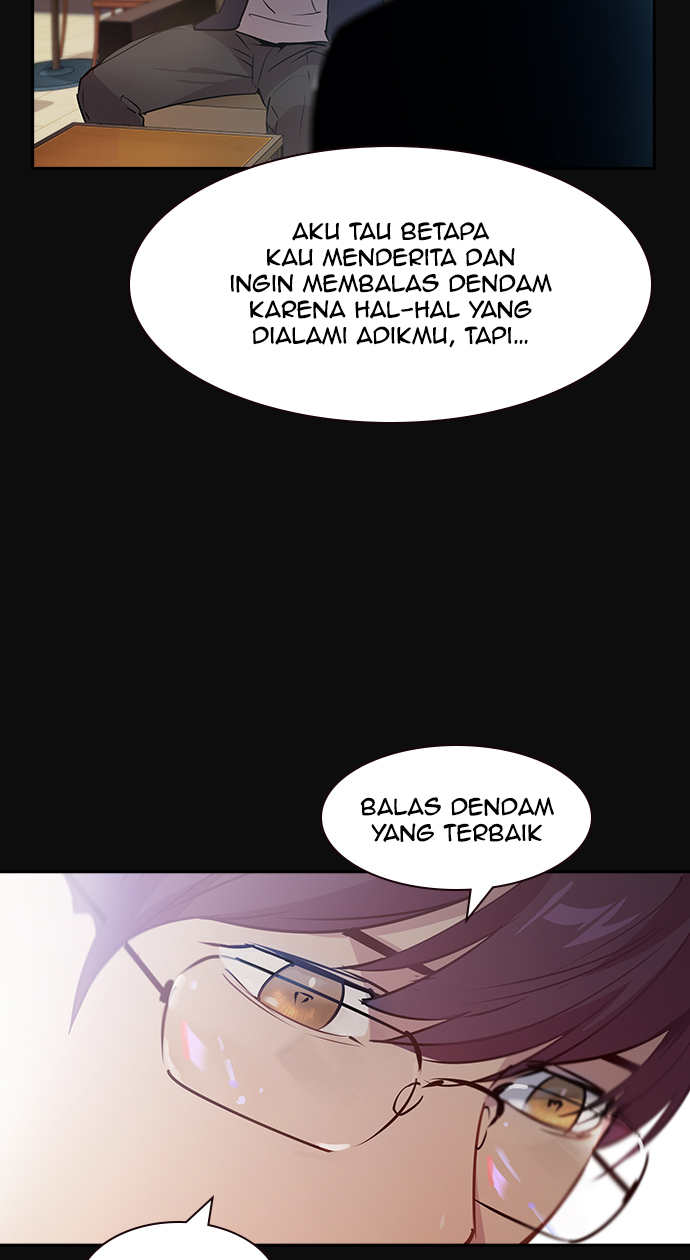 AKU TAU BETAPA
KAU MENDERITA DAN
INGIN MEMBALAS DENDAM
KARENA HAL-HAL YANG
DIALAMI ADIKMU, TAPI...
BALAS DENDAM
YANG TERBAIK